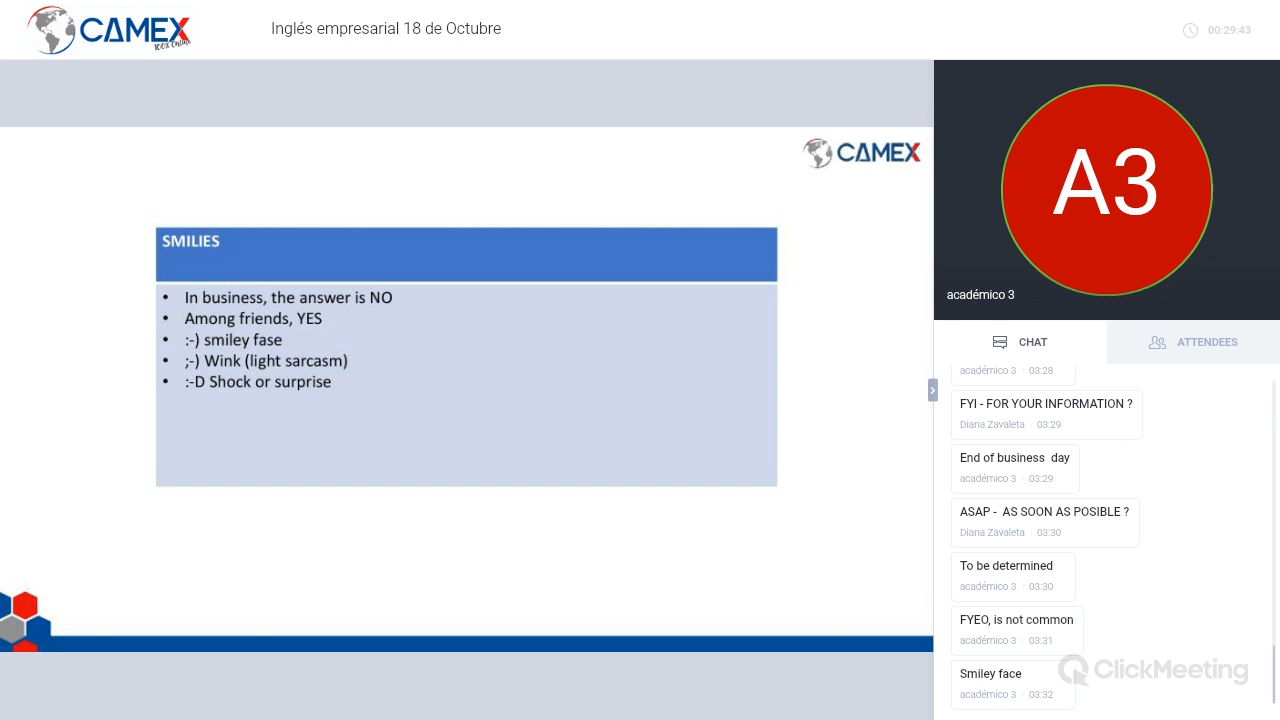 CAMEX
100% Online
Inglés empresarial 18 de Octubre
00:29:43
CAMEX
SMILIES
• In business, the answer is NO
• Among friends, YES
• :-) smiley fase
• ;-) Wink (light sarcasm)
• :-D Shock or surprise
A3
académico 3
CHAT
ATTENDEES
académico 3 03:28
FYI - FOR YOUR INFORMATION ?
Diana Zavaleta 03:29
End of business day
académico 3 03:29
ASAP - AS SOON AS POSIBLE ?
Diana Zavaleta 03:30
To be determined
académico 3 03:30
FYEO, is not common
académico 3 03:31
Smiley face
académico 3 03:32
ClickMeeting